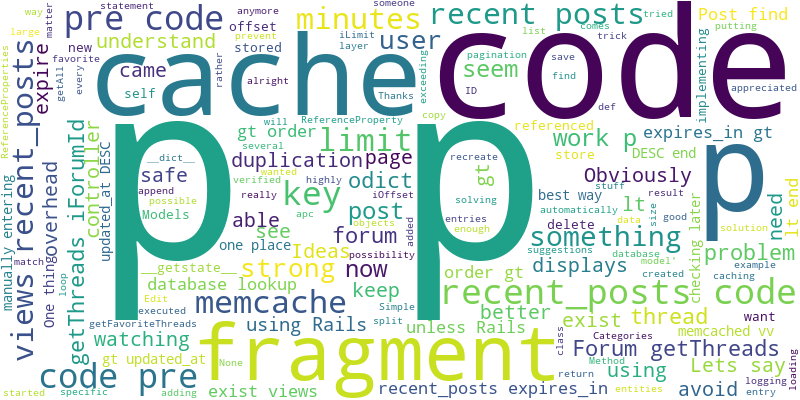 someone
way
matter
statement
pre code
anymore
offset
minutes
recent posts
Post find
tried
large
comes
trick
putting
iLimit
Method
new
favorite
getAll
understand
stored
user
prevent
layer
pagination
list
rather
find
every
expire
came
alright
self
cache
Thanks
seem
exceeding
ID
save
code
def
appreciated
implementing
ReferenceProperties
views recent_posts
controller
gt order
limit
ReferenceProperty
will
several
copy
referenced
work p
expires_in gt
DESC end
manually entering
One thing
overhead
getThreads iForumId
safe
__dict__
duplication
verified
wanted
page
odict
gt
recreate
solving
store
Obviously
p
p
p
append
possible
Models
updated_at DESC
able
really
highly
key
iOffset
apc
post
stuff
result
best way
automatically
lt
data
size
good
model'
need
solution
lt end
match
loop
__getstate__
see
one place
Ideas
objects
added
forum
entries
enough
something
delete
database
suggestions
created
caching
example
problem
checking later
Edit
strong
now
possibility
order gt
displays
thread
want
executed
database lookup
keep
better
exist
recent_posts code
memcache
watching
using Rails
unless Rails
using
avoid
memcached vv
getFavoriteThreads
Simple
split
class
Categories
logging
entry
gt updated_at
fragment
Forum getThreads
code pre
None
Lets say
started
specific
adding
exist views
recent_posts expires_in
return
entities
loading